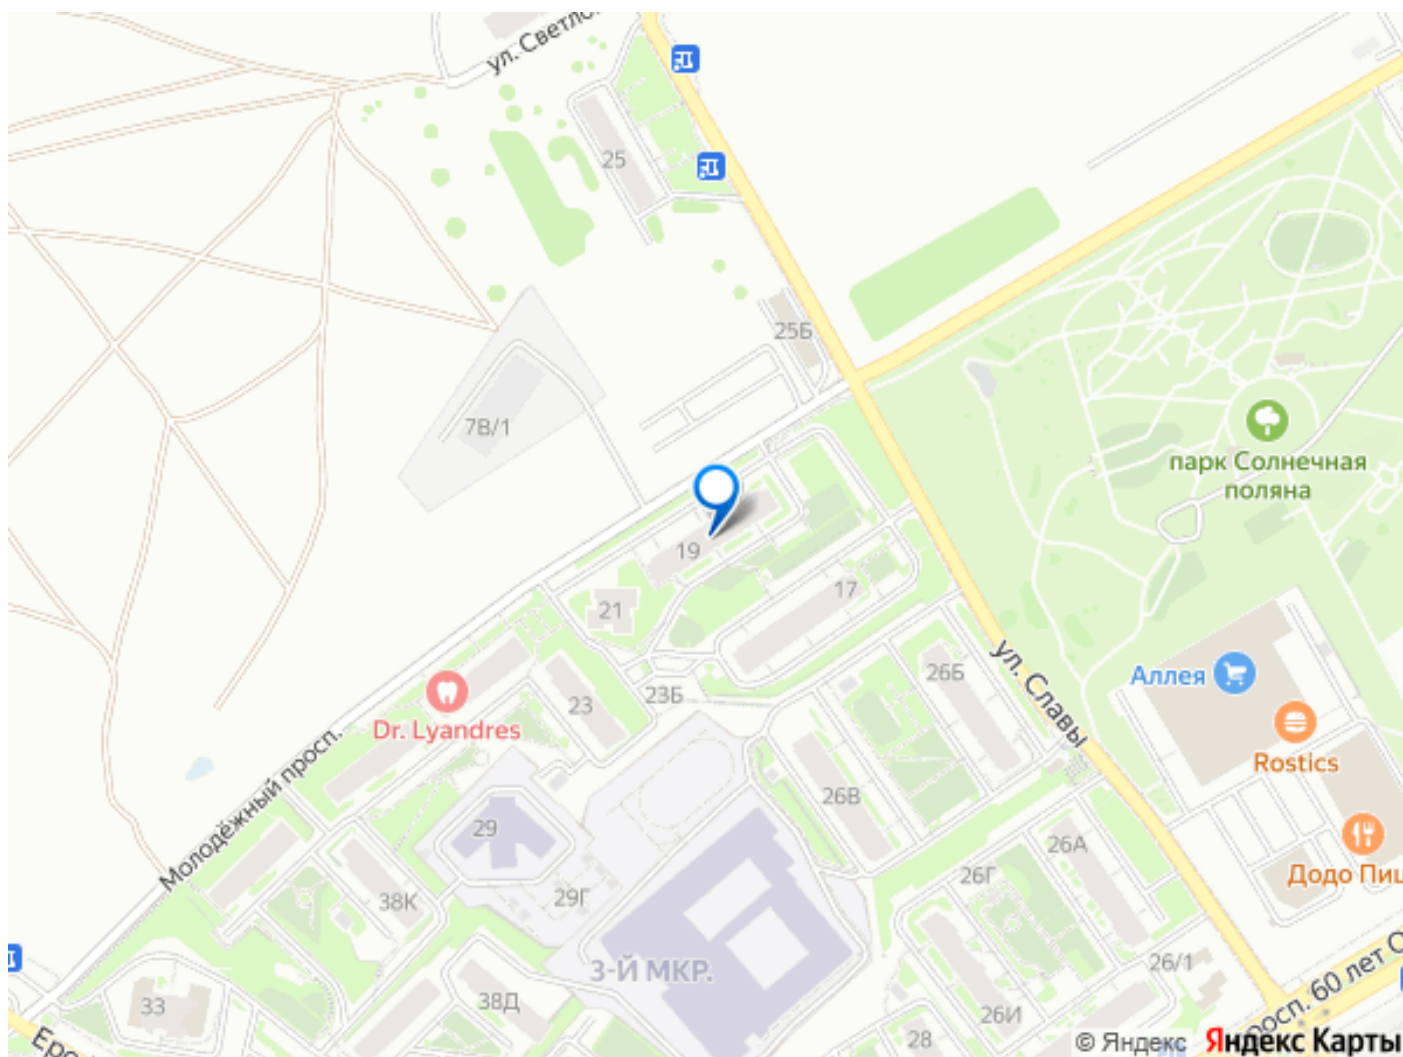 ул. Светло
25
25Б
7В/1
парк Солнечная
поляна
19
17
21
26Б
ул. Славы
Аллея
23Б
23
Dr. Lyandres
Rostics
Молодёжный просп.
26В
29
26А
Додо Пиц
26Г
38К
29Г
3-Й МКР.
26/1
просп. 60 лет О
33
38Д
26И
28
Еро
© Яндекс
Яндекс Карты